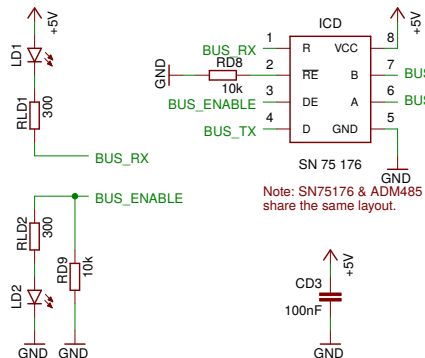 +5V
LD1
RLD1
300
BUS_RX
BUS_ENABLE
RLD2
300
RD9
10k
LD2
GND
GND
ICD
BUS_RX
1
R
VCC
8
GND
RD8
10k
2
RE
B
7
BUS
BUS_ENABLE
3
DE
A
6
BUS
BUS_TX
4
D
GND
5
+5V
SN 75 176
GND
Note: SN75176 & ADM485
share the same layout.
+5V
CD3
100nF
GND